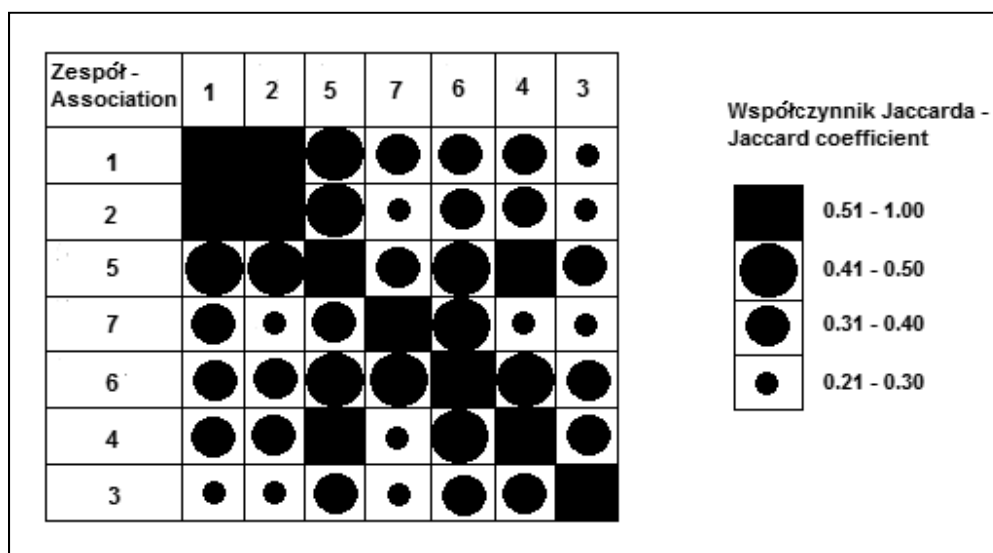 Zespół -
Association 1 2 5 7 6 4 3
1
2
5
7
6
4
3
Współczynnik Jaccarda -
Jaccard coefficient
0.51 - 1.00
0.41 - 0.50
0.31 - 0.40
0.21 - 0.30